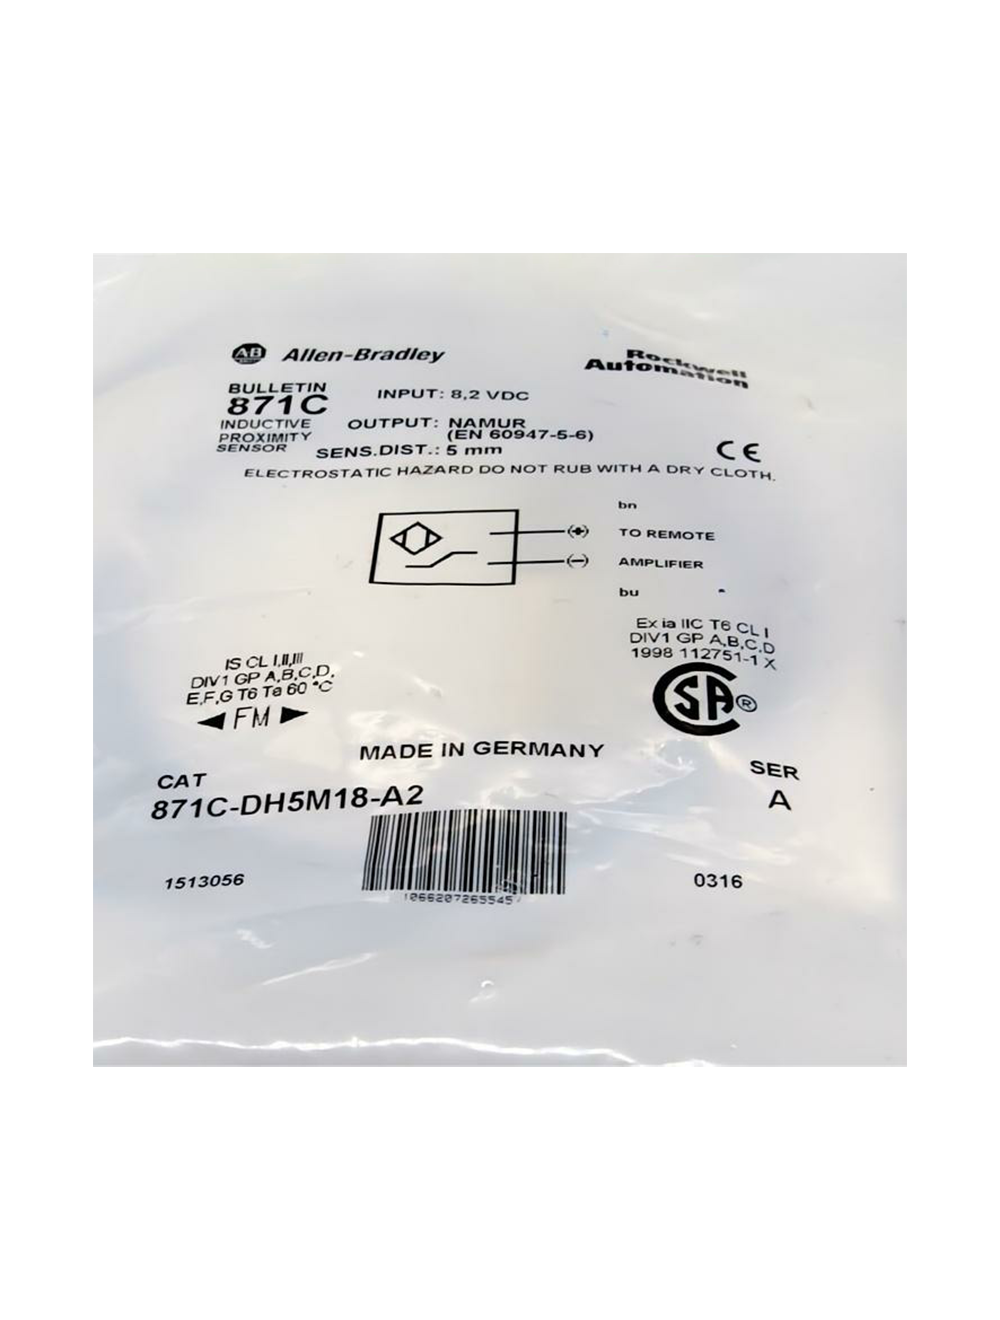 AB Allen-Bradley
Rockwell
Automation
BULLETIN
871C
INDUCTIVE
PROXIMITY
SENSOR
INPUT: 8,2 VDC
OUTPUT: NAMUR
(EN 60947-5-6)
SENS.DIST.: 5 mm
CE
ELECTROSTATIC HAZARD DO NOT RUB WITH A DRY CLOTH.
bn
(+) TO REMOTE
(−) AMPLIFIER
bu
Ex ia IIC T6 CL I
DIV1 GP A,B,C,D
1998 112751-1 X
SA ®
IS CL I,II,III
DIV1 GP A,B,C,D,
E,F,G T6 Ta 60 °C
FM
MADE IN GERMANY
CAT
871C-DH5M18-A2
SER
A
1513056
10662072655457
0316